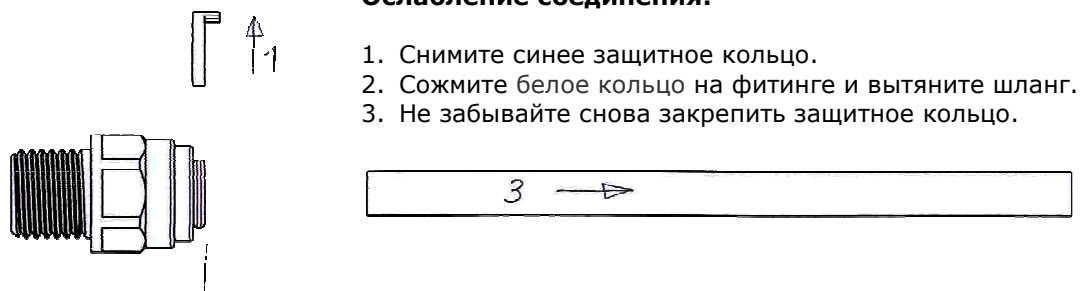 Ослабление соединения:
1
1. Снимите синее защитное кольцо.
2. Сожмите белое кольцо на фитинге и вытяните шланг.
3. Не забывайте снова закрепить защитное кольцо.
3